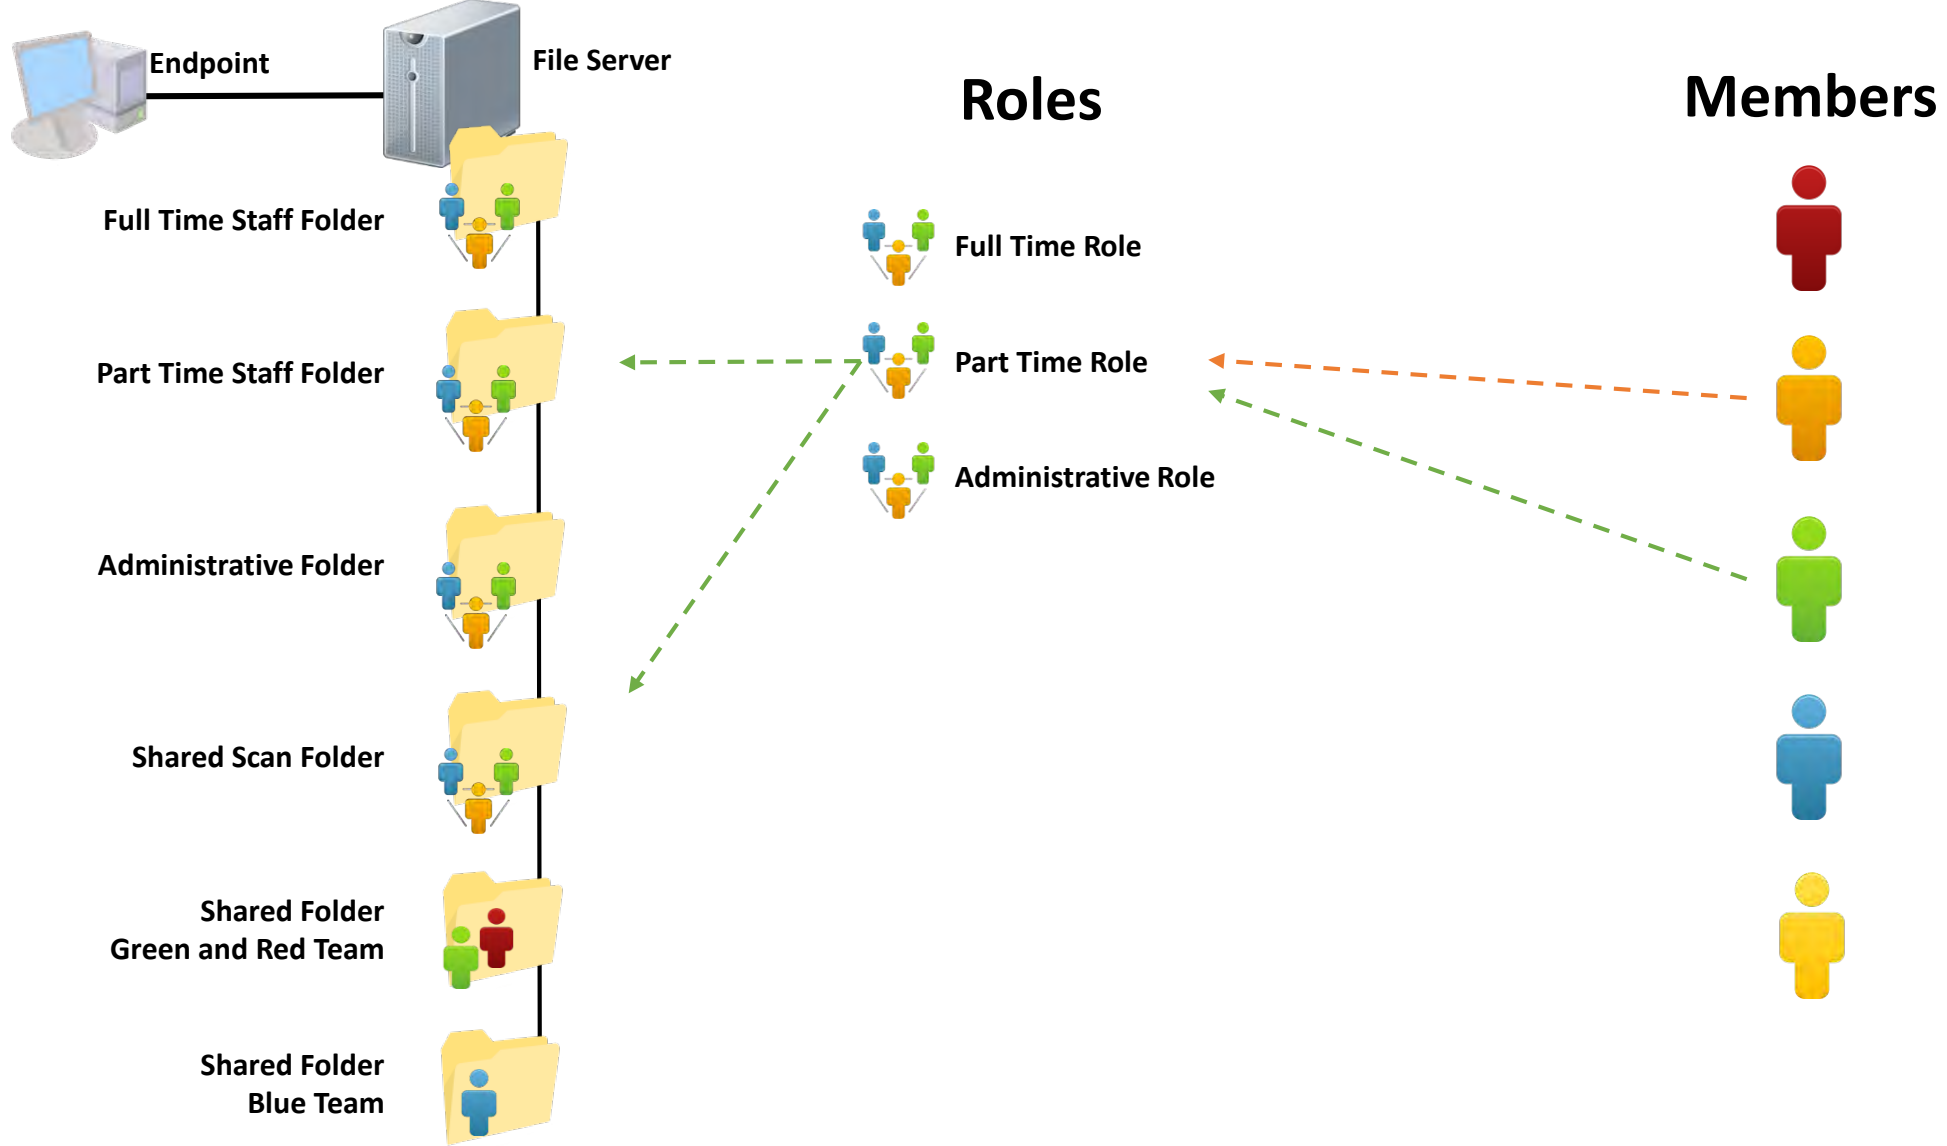 Endpoint
File Server
Roles
Members
Full Time Staff Folder
Full Time Role
Part Time Staff Folder
Part Time Role
Administrative Role
Administrative Folder
Shared Scan Folder
Shared Folder
Green and Red Team
Shared Folder
Blue Team